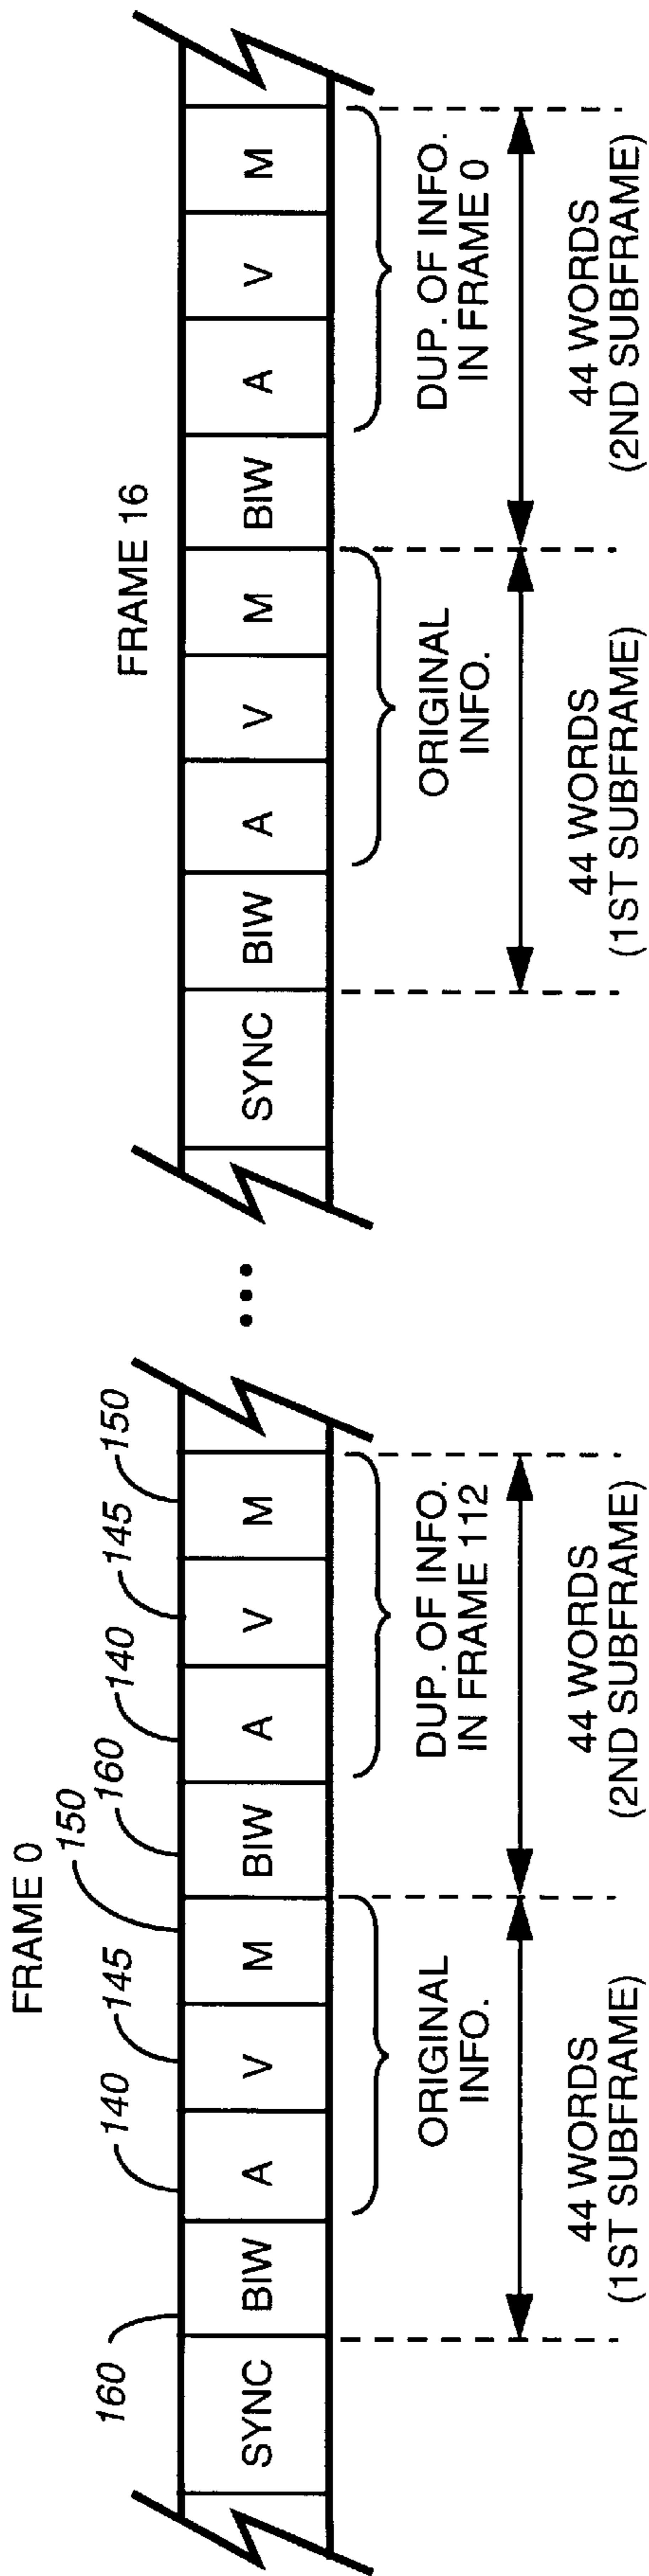 FRAME 0
160
140
145
150
160
140
145
150
SYNC
BIW
A
V
M
BIW
A
V
M
ORIGINAL
INFO.
DUP. OF INFO.
IN FRAME 112
44 WORDS
(1ST SUBFRAME)
44 WORDS
(2ND SUBFRAME)
...
FRAME 16
SYNC
BIW
A
V
M
BIW
A
V
M
ORIGINAL
INFO.
DUP. OF INFO.
IN FRAME 0
44 WORDS
(1ST SUBFRAME)
44 WORDS
(2ND SUBFRAME)